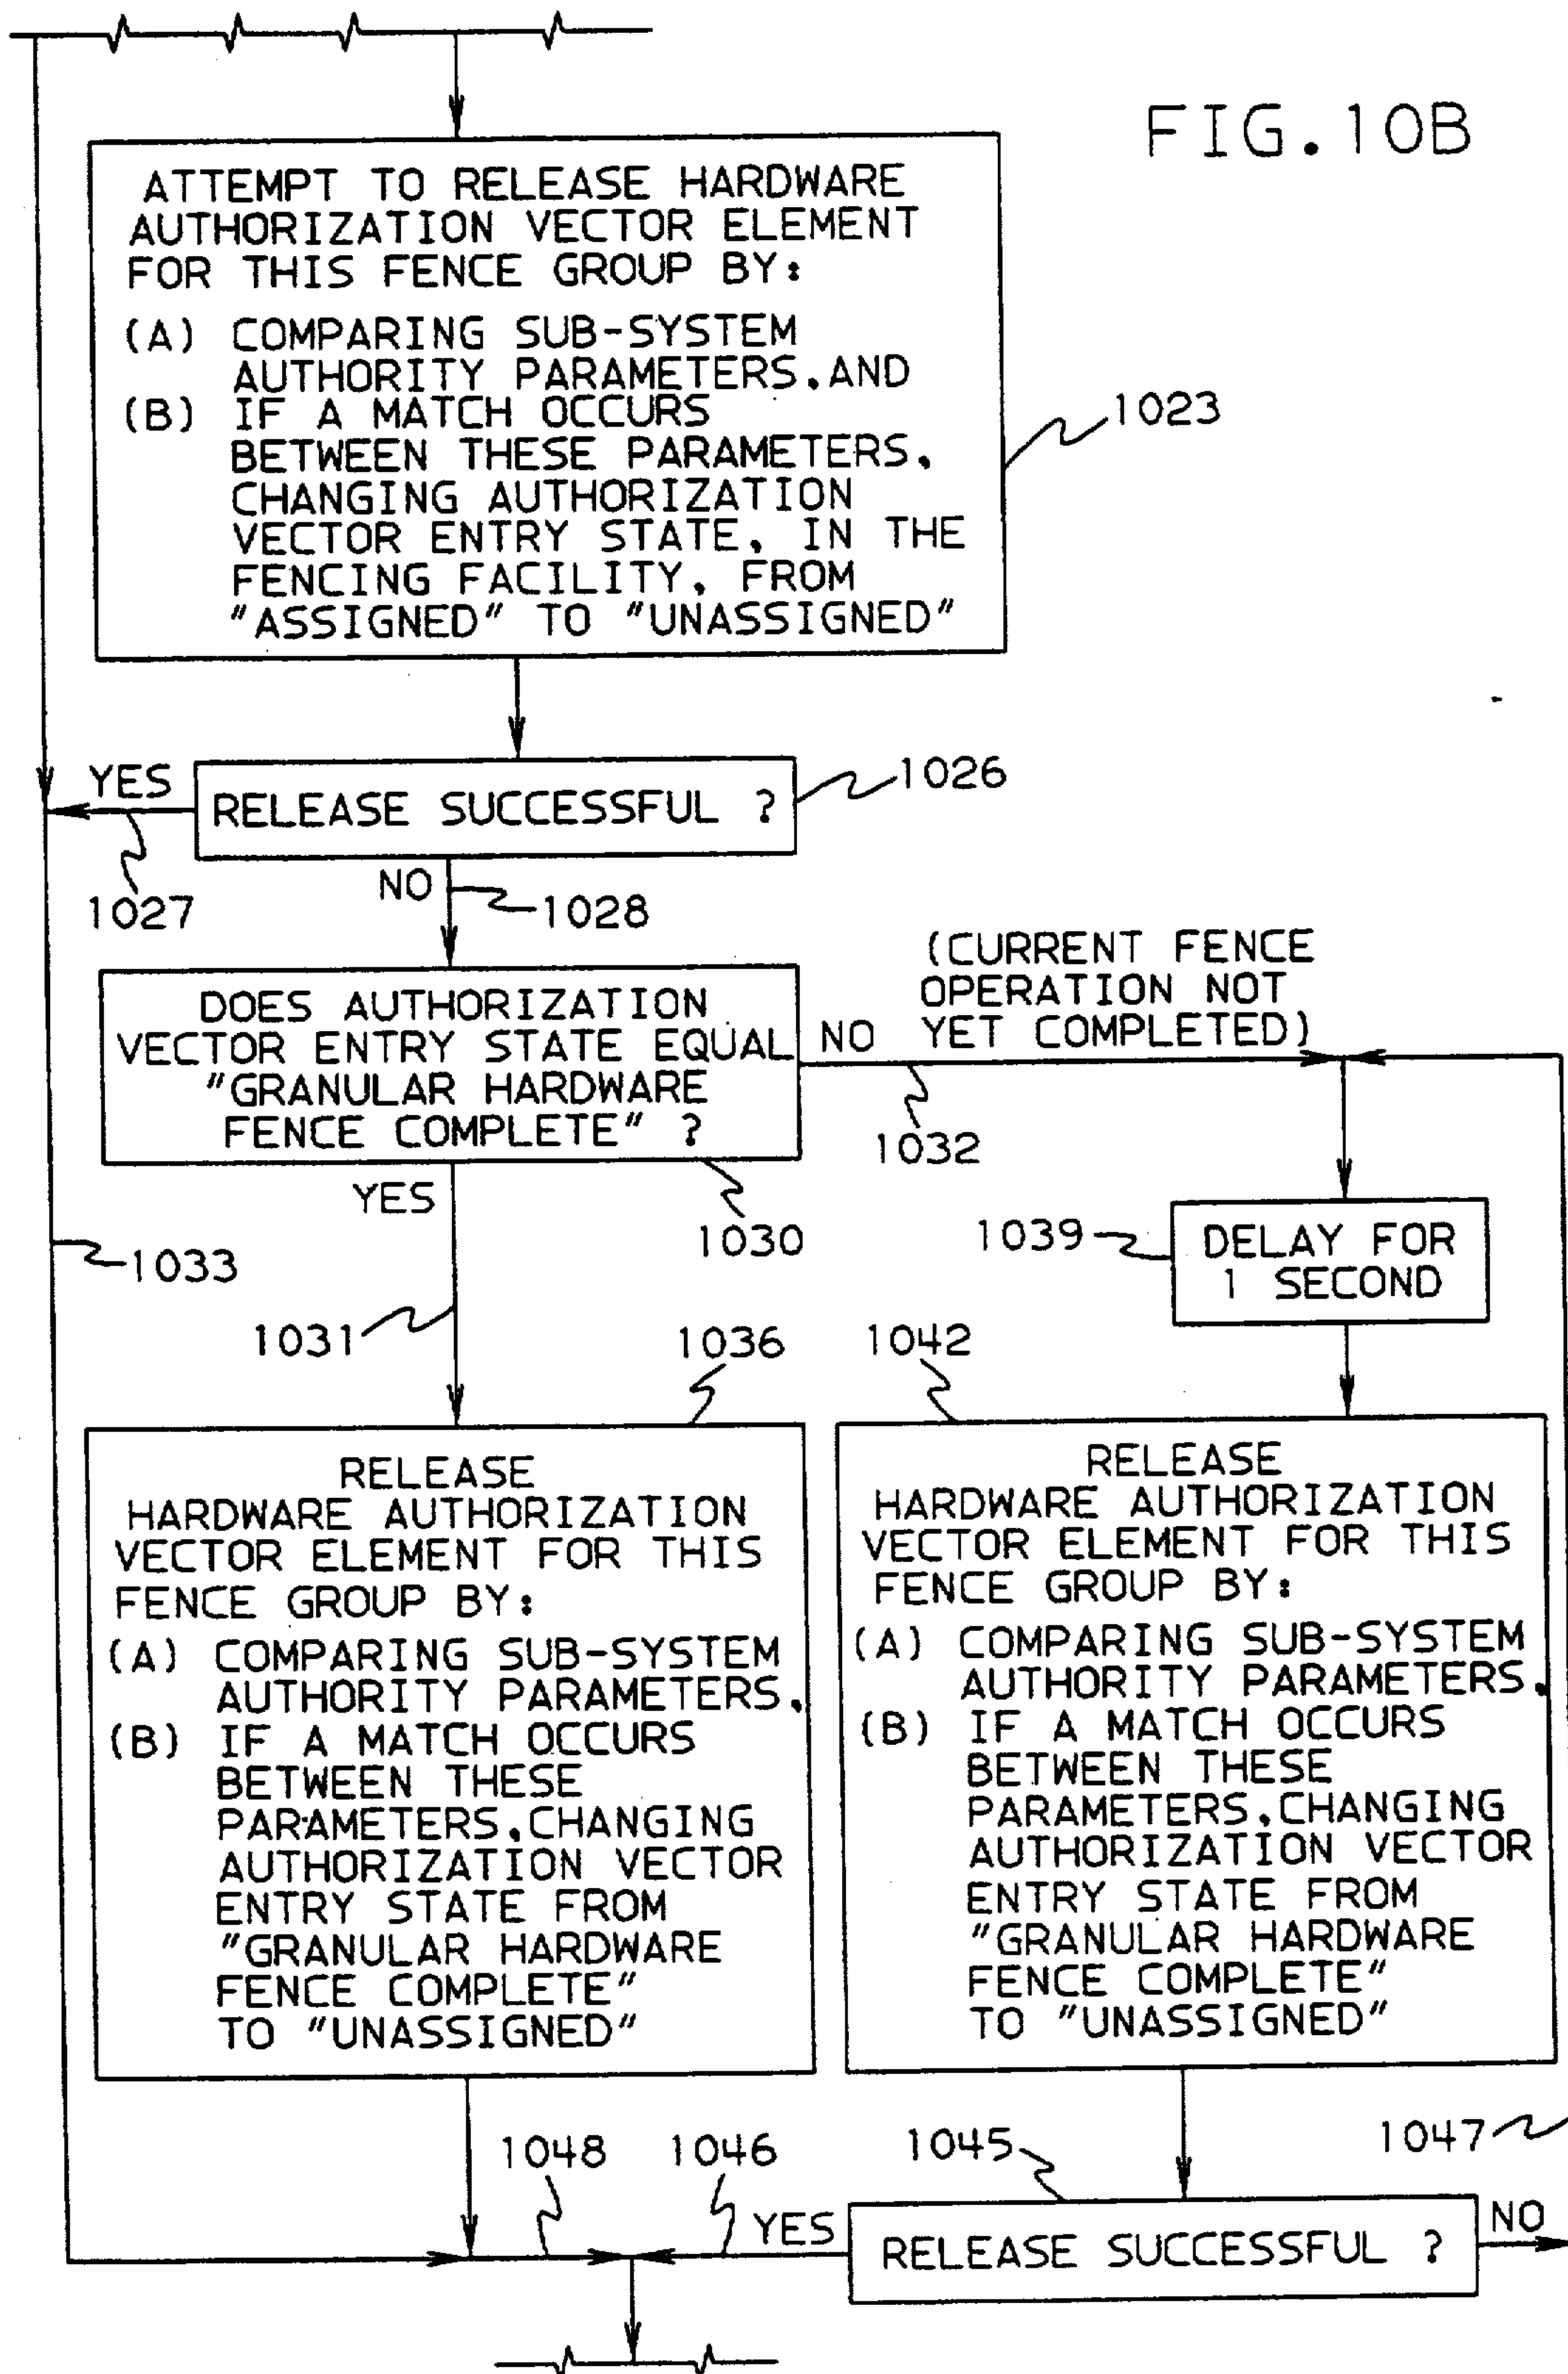 FIG.10B
ATTEMPT TO RELEASE HARDWARE
AUTHORIZATION VECTOR ELEMENT
FOR THIS FENCE GROUP BY:
(A) COMPARING SUB-SYSTEM
AUTHORITY PARAMETERS.AND
(B) IF A MATCH OCCURS
BETWEEN THESE PARAMETERS,
CHANGING AUTHORIZATION
VECTOR ENTRY STATE, IN THE
FENCING FACILITY, FROM
"ASSIGNED" TO "UNASSIGNED"
1023
YES
RELEASE SUCCESSFUL ?
1026
1027
NO
1028
DOES AUTHORIZATION
VECTOR ENTRY STATE EQUAL
"GRANULAR HARDWARE
FENCE COMPLETE" ?
NO
(CURRENT FENCE
OPERATION NOT
YET COMPLETED)
1032
YES
1030
1033
1031
1039
DELAY FOR
1 SECOND
1036
1042
RELEASE
HARDWARE AUTHORIZATION
VECTOR ELEMENT FOR THIS
FENCE GROUP BY:
(A) COMPARING SUB-SYSTEM
AUTHORITY PARAMETERS,
(B) IF A MATCH OCCURS
BETWEEN THESE
PARAMETERS,CHANGING
AUTHORIZATION VECTOR
ENTRY STATE FROM
"GRANULAR HARDWARE
FENCE COMPLETE"
TO "UNASSIGNED"
RELEASE
HARDWARE AUTHORIZATION
VECTOR ELEMENT FOR THIS
FENCE GROUP BY:
(A) COMPARING SUB-SYSTEM
AUTHORITY PARAMETERS,
(B) IF A MATCH OCCURS
BETWEEN THESE
PARAMETERS,CHANGING
AUTHORIZATION VECTOR
ENTRY STATE FROM
"GRANULAR HARDWARE
FENCE COMPLETE"
TO "UNASSIGNED"
1048
1046
1045
1047
YES
RELEASE SUCCESSFUL ?
NO